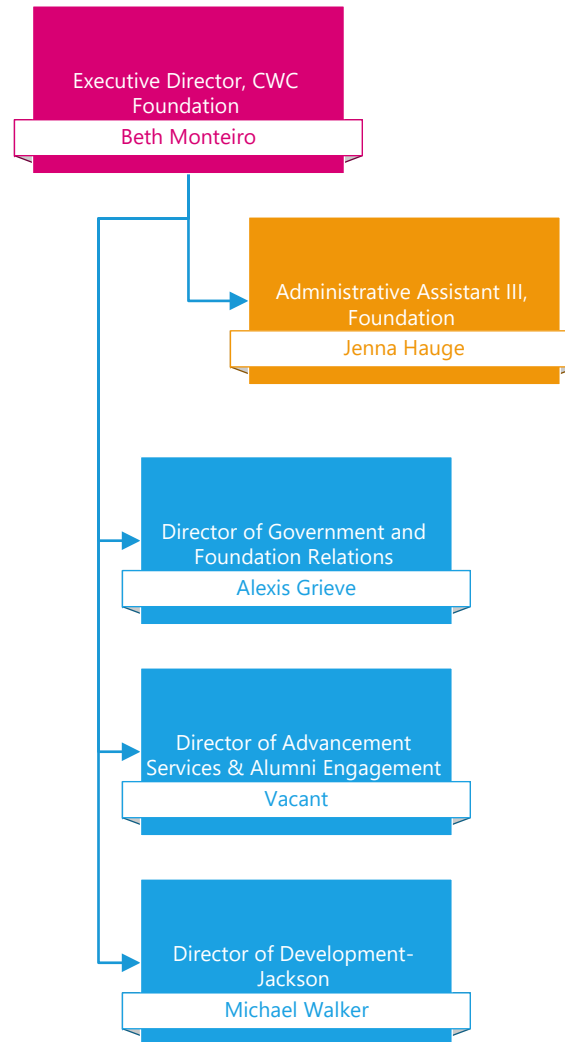 Executive Director, CWC
Foundation
Beth Monteiro
Administrative Assistant III,
Foundation
Jenna Hauge
Director of Government and
Foundation Relations
Alexis Grieve
Director of Advancement
Services & Alumni Engagement
Vacant
Director of Development-
Jackson
Michael Walker